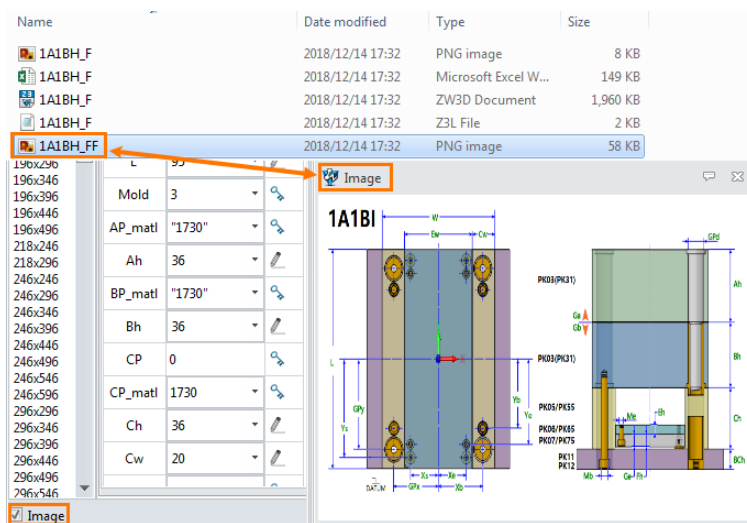 Name Date modified Type Size
1A1BH_F 2018/12/14 17:32 PNG image 8 KB
1A1BH_F 2018/12/14 17:32 Microsoft Excel W... 149 KB
1A1BH_F 2018/12/14 17:32 ZW3D Document 1,960 KB
1A1BH_F 2018/12/14 17:32 Z3L File 2 KB
1A1BH_FF 2018/12/14 17:32 PNG image 58 KB
196x296
196x346
196x396
196x446
196x496
218x246
218x296
246x246
246x296
246x346
246x396
246x446
246x496
246x546
246x596
296x296
296x346
296x396
296x446
296x496
296x546
L 95
Mold 3
AP_matl "1730"
Ah 36
BP_matl "1730"
Bh 36
CP 0
CP_matl 1730
Ch 36
Cw 20
Image
Image
1A1BI
W
Ew Cw
L
GPy
Ys
Yb
Ya
X
Xs Xa
GPx Xb
DATUM
GPd
PK03(PK31)
Ah
Ga
Gb
PK03(PK31)
Bh
PK05/PK55
Me Eh
Ch
PK06/PK65
PK07/PK75
PK11
PK12
BCh
Mb Ge Fh